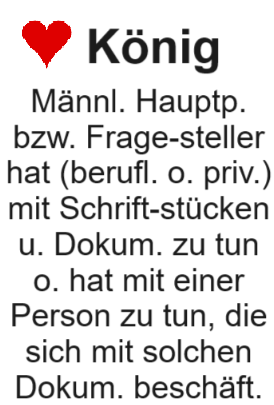 König
Männl. Hauptp.
bzw. Frage-steller
hat (berufl. o. priv.)
mit Schrift-stücken
u. Dokum. zu tun
o. hat mit einer
Person zu tun, die
sich mit solchen
Dokum. beschäft.